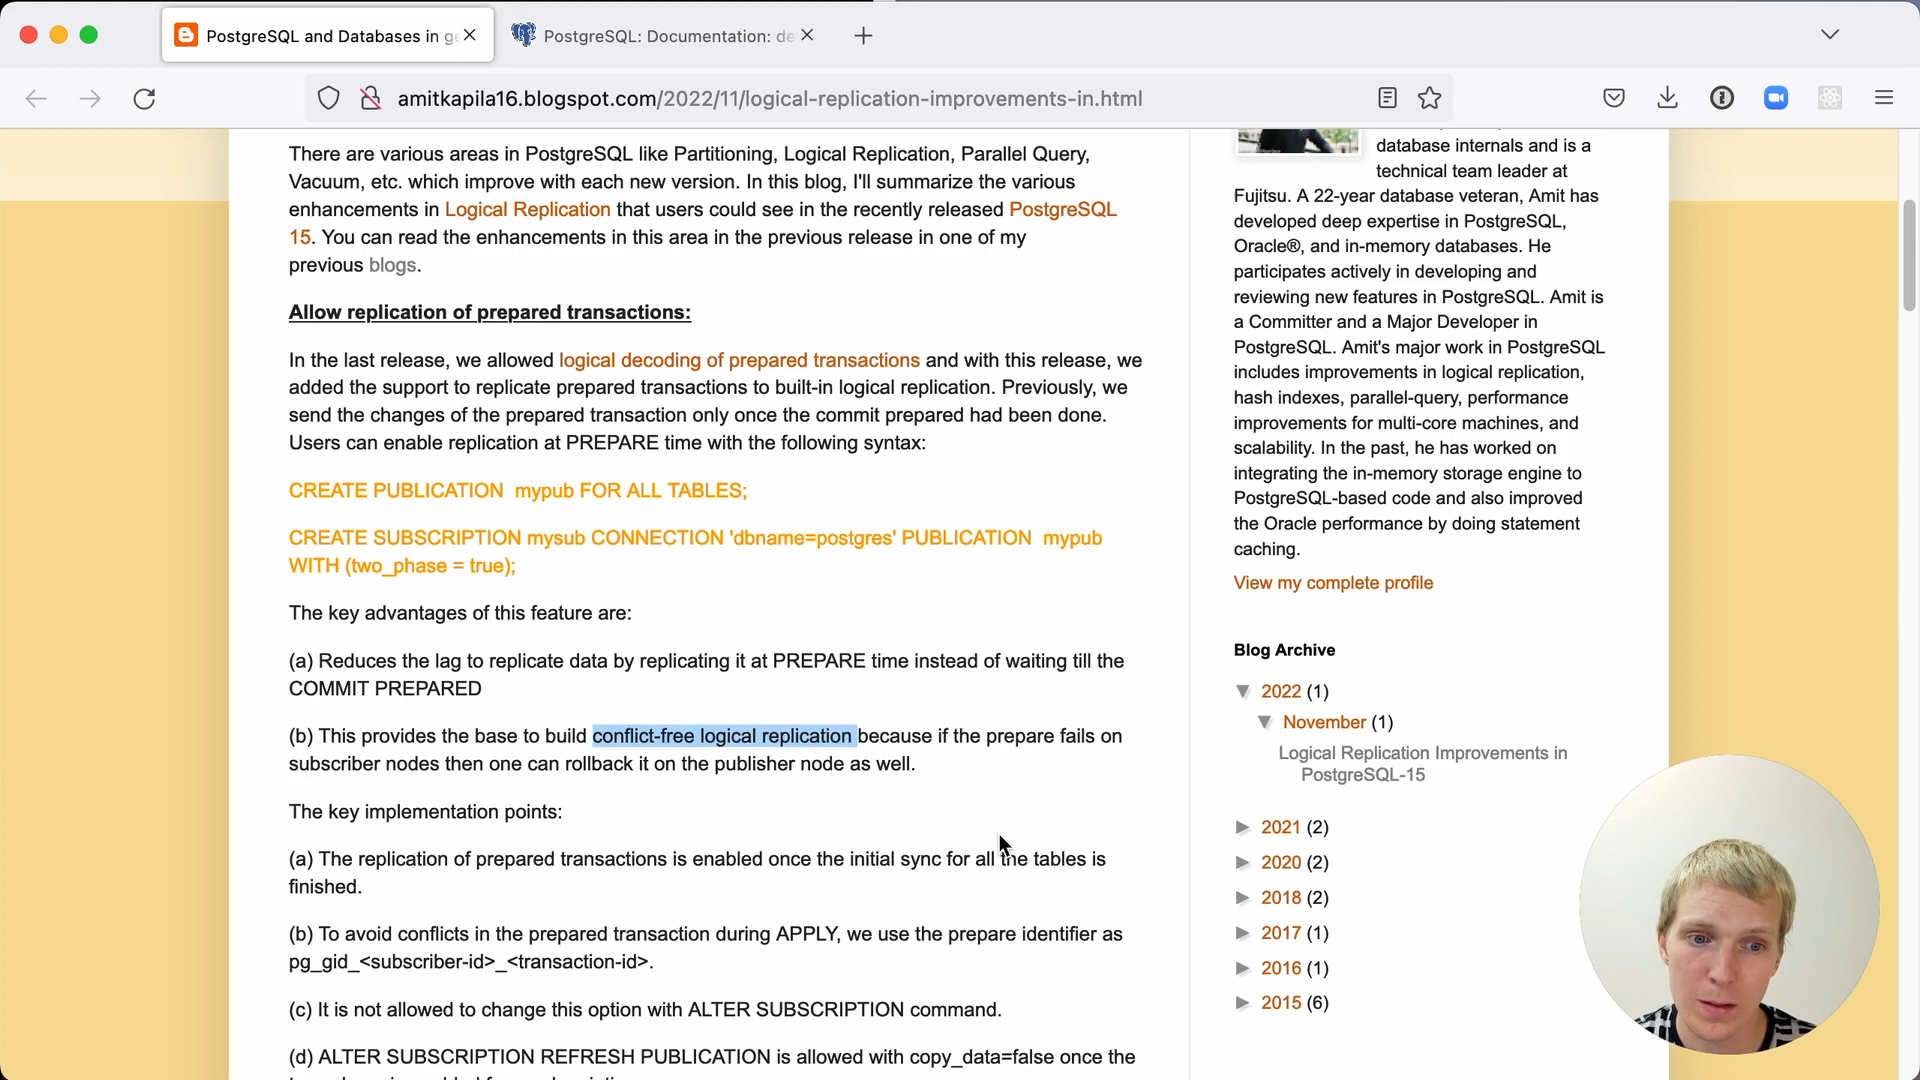 PostgreSQL and Databases in ge
PostgreSQL: Documentation: de
amitkapila16.blogspot.com/2022/11/logical-replication-improvements-in.html
There are various areas in PostgreSQL like Partitioning, Logical Replication, Parallel Query,
Vacuum, etc. which improve with each new version. In this blog, I'll summarize the various
enhancements in Logical Replication that users could see in the recently released PostgreSQL
15. You can read the enhancements in this area in the previous release in one of my
previous blogs.
Allow replication of prepared transactions:
In the last release, we allowed logical decoding of prepared transactions and with this release, we
added the support to replicate prepared transactions to built-in logical replication. Previously, we
send the changes of the prepared transaction only once the commit prepared had been done.
Users can enable replication at PREPARE time with the following syntax:
CREATE PUBLICATION  mypub FOR ALL TABLES;
CREATE SUBSCRIPTION mysub CONNECTION 'dbname=postgres' PUBLICATION  mypub
WITH (two_phase = true);
The key advantages of this feature are:
(a) Reduces the lag to replicate data by replicating it at PREPARE time instead of waiting till the
COMMIT PREPARED
(b) This provides the base to build conflict-free logical replication because if the prepare fails on
subscriber nodes then one can rollback it on the publisher node as well.
The key implementation points:
(a) The replication of prepared transactions is enabled once the initial sync for all the tables is
finished.
(b) To avoid conflicts in the prepared transaction during APPLY, we use the prepare identifier as
pg_gid_<subscriber-id>_<transaction-id>.
(c) It is not allowed to change this option with ALTER SUBSCRIPTION command.
(d) ALTER SUBSCRIPTION REFRESH PUBLICATION is allowed with copy_data=false once the
database internals and is a
technical team leader at
Fujitsu. A 22-year database veteran, Amit has
developed deep expertise in PostgreSQL,
Oracle®, and in-memory databases. He
participates actively in developing and
reviewing new features in PostgreSQL. Amit is
a Committer and a Major Developer in
PostgreSQL. Amit's major work in PostgreSQL
includes improvements in logical replication,
hash indexes, parallel-query, performance
improvements for multi-core machines, and
scalability. In the past, he has worked on
integrating the in-memory storage engine to
PostgreSQL-based code and also improved
the Oracle performance by doing statement
caching.
View my complete profile
Blog Archive
▼ 2022 (1)
▼ November (1)
Logical Replication Improvements in
PostgreSQL-15
► 2021 (2)
► 2020 (2)
► 2018 (2)
► 2017 (1)
► 2016 (1)
► 2015 (6)